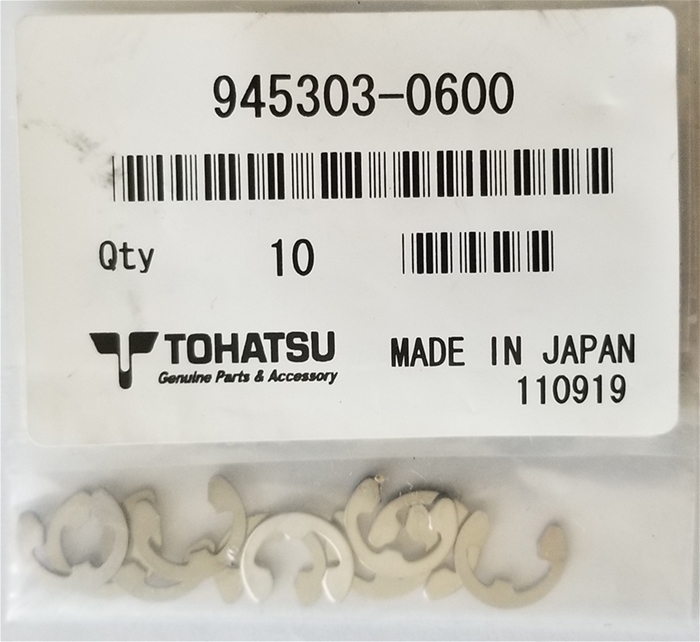 945303-0600
Qty 10
TOHATSU
Genuine Parts & Accessory
MADE IN JAPAN
110919